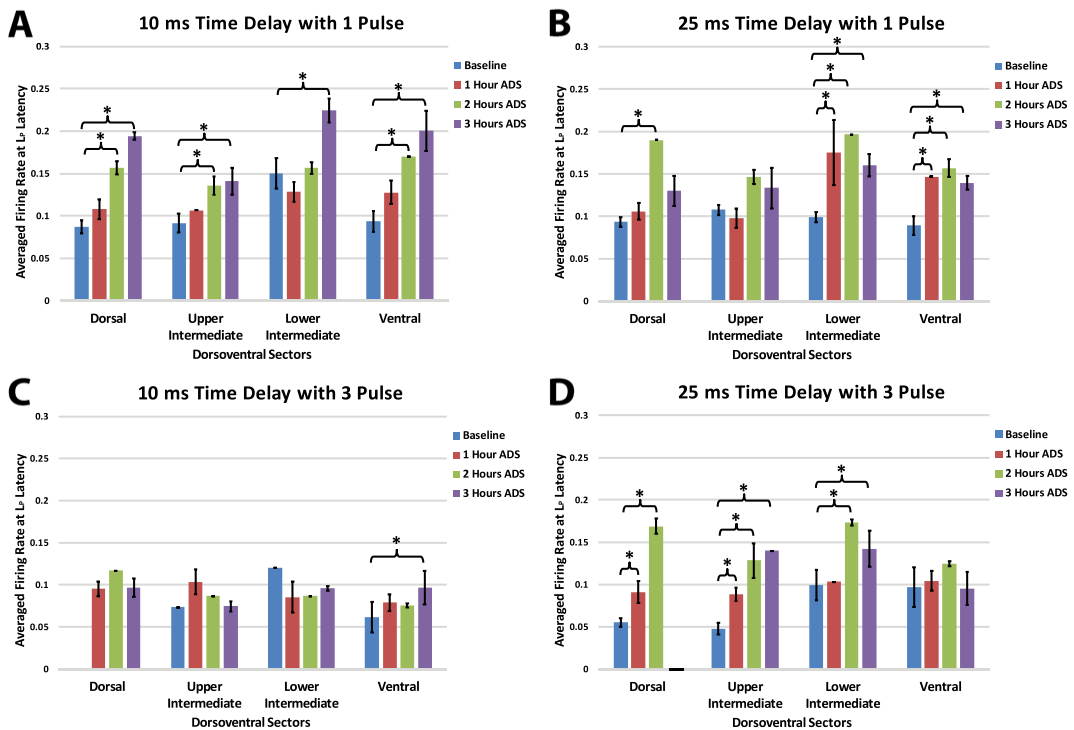 A
10 ms Time Delay with 1 Pulse
Averaged Firing Rate at LP Latency
0.3
0.25
0.2
0.15
0.1
0.05
0
*
*
*
*
*
*
*
Baseline
1 Hour ADS
2 Hours ADS
3 Hours ADS
Dorsal
Upper Intermediate
Lower Intermediate
Ventral
Dorsoventral Sectors
B
25 ms Time Delay with 1 Pulse
Averaged Firing Rate at LP Latency
0.3
0.25
0.2
0.15
0.1
0.05
0
*
*
*
*
*
*
*
Baseline
1 Hour ADS
2 Hours ADS
3 Hours ADS
Dorsal
Upper Intermediate
Lower Intermediate
Ventral
Dorsoventral Sectors
C
10 ms Time Delay with 3 Pulse
Averaged Firing Rate at LP Latency
0.3
0.25
0.2
0.15
0.1
0.05
0
*
Baseline
1 Hour ADS
2 Hours ADS
3 Hours ADS
Dorsal
Upper Intermediate
Lower Intermediate
Ventral
Dorsoventral Sectors
D
25 ms Time Delay with 3 Pulse
Averaged Firing Rate at LP Latency
0.3
0.25
0.2
0.15
0.1
0.05
0
*
*
*
*
*
*
*
Baseline
1 Hour ADS
2 Hours ADS
3 Hours ADS
Dorsal
Upper Intermediate
Lower Intermediate
Ventral
Dorsoventral Sectors